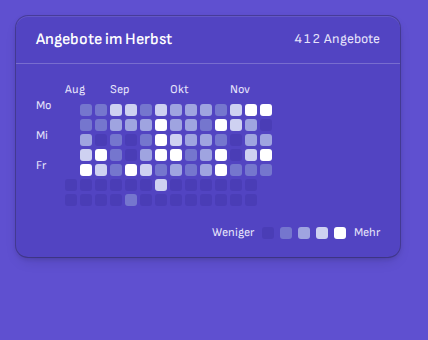 Angebote im Herbst
412 Angebote
Aug Sep Okt Nov
Mo
Mi
Fr
Weniger Mehr